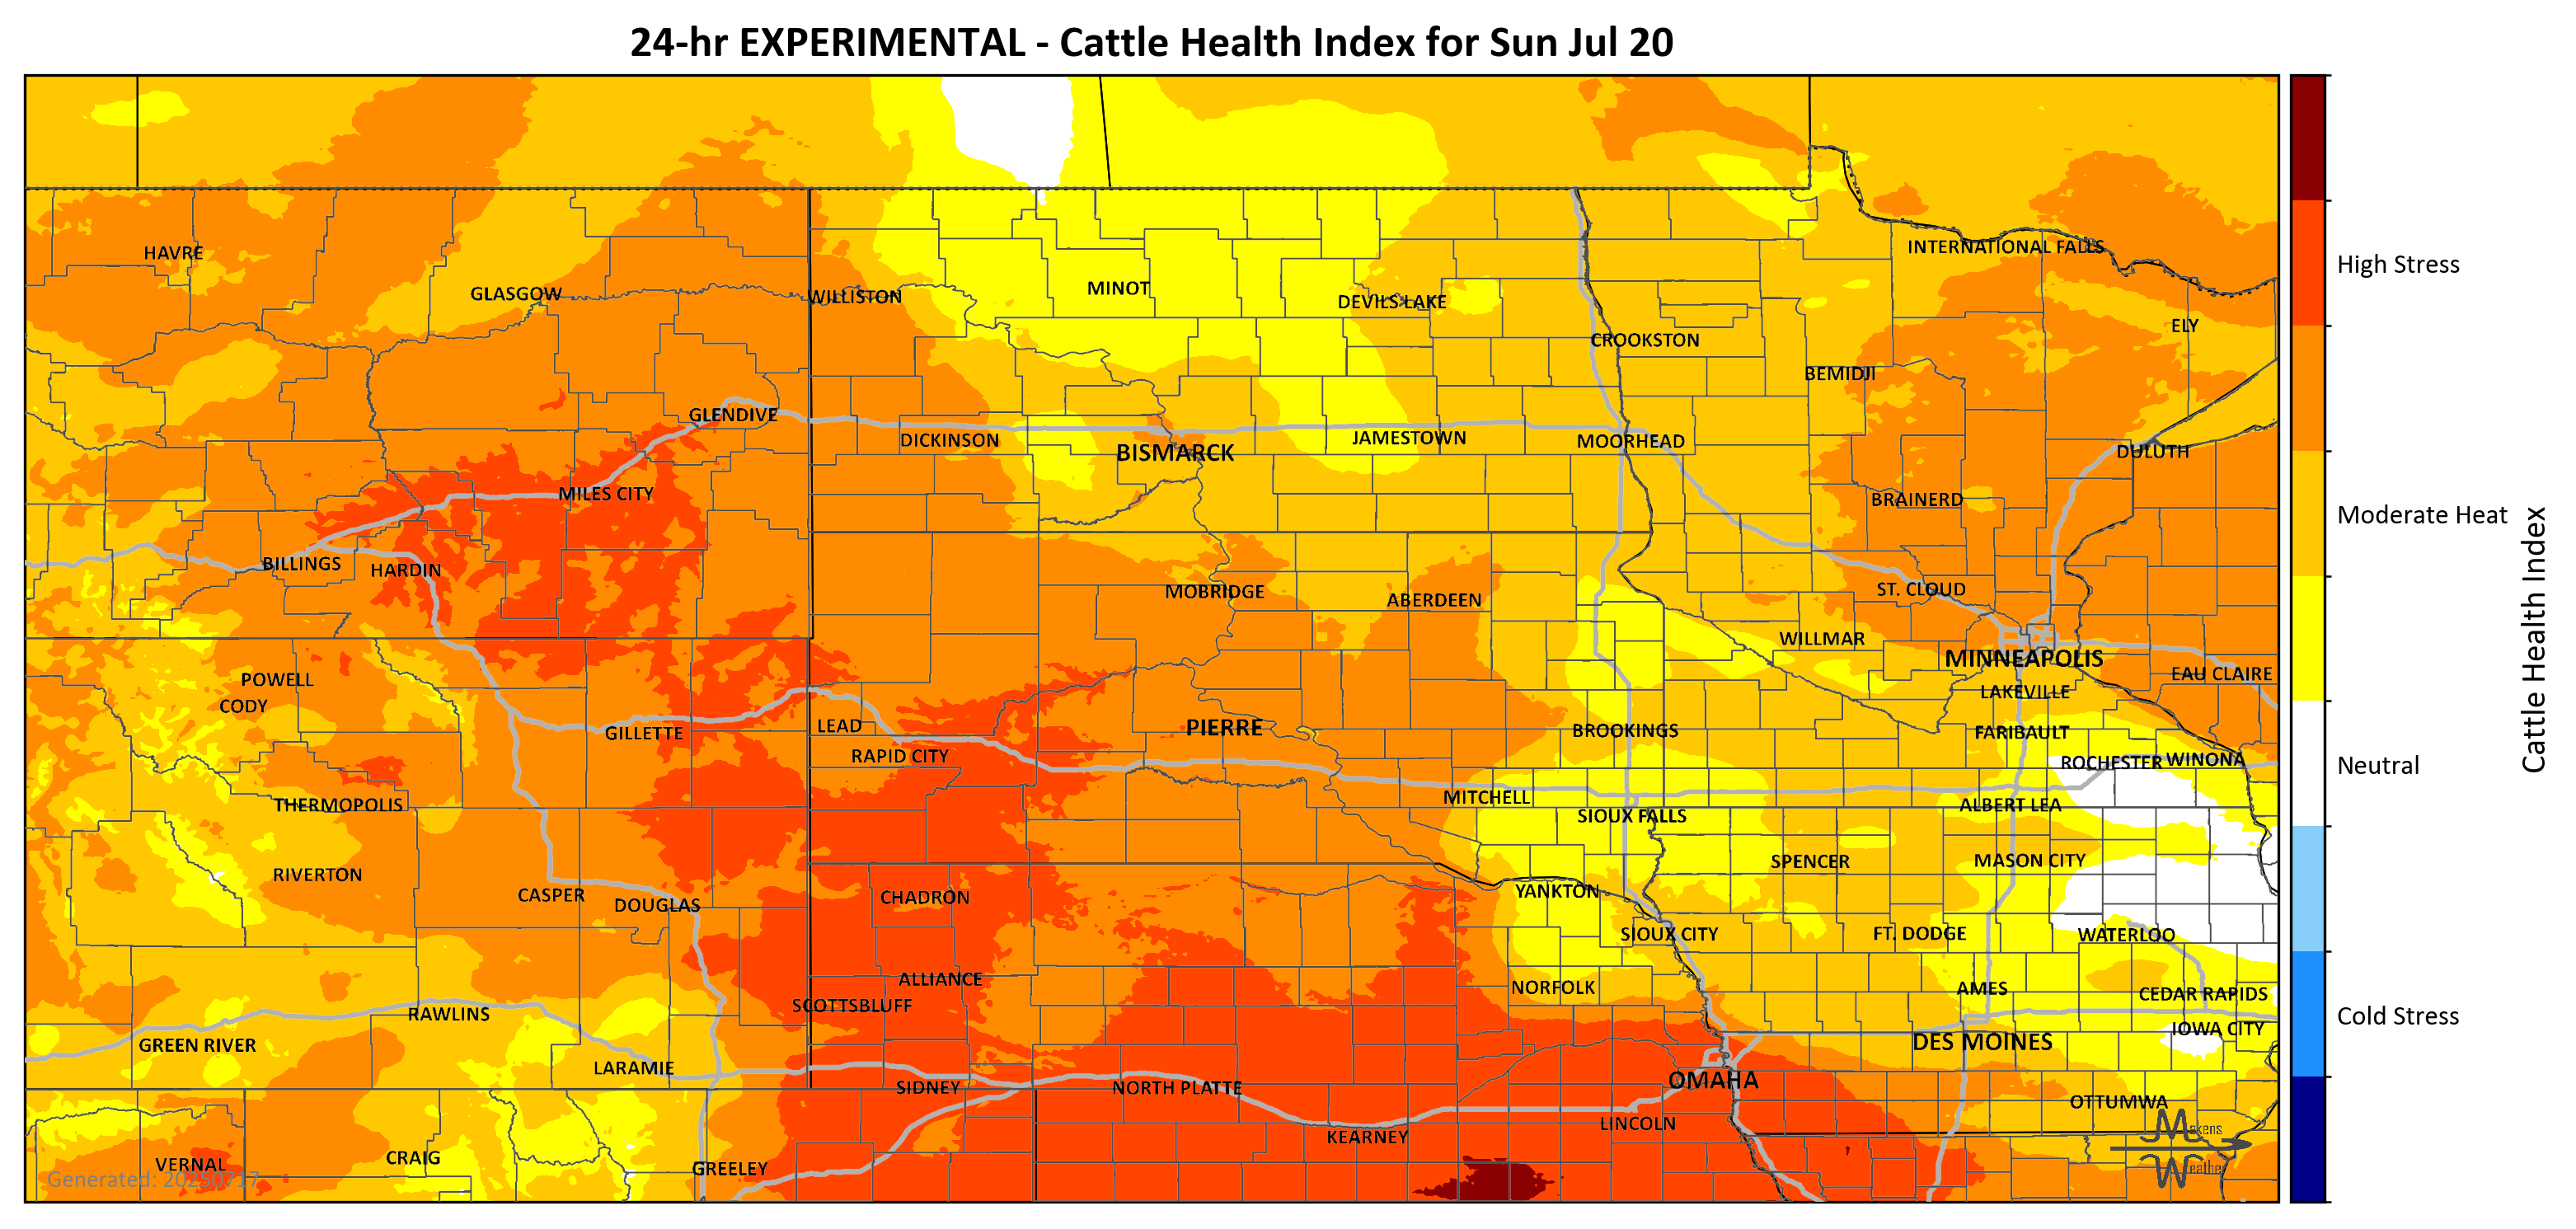 24-hr EXPERIMENTAL - Cattle Health Index for Sun Jul 20
HAVRE
GLASGOW
WILLISTON
MINOT
DEVILS LAKE
INTERNATIONAL FALLS
ELY
CROOKSTON
BEMIDJI
GLENDIVE
DICKINSON
BISMARCK
JAMESTOWN
MOORHEAD
DULUTH
MILES CITY
BRAINERD
BILLINGS
HARDIN
MOBRIDGE
ABERDEEN
ST. CLOUD
WILLMAR
MINNEAPOLIS
EAU CLAIRE
POWELL
CODY
LAKEVILLE
GILLETTE
LEAD
PIERRE
BROOKINGS
FARIBAULT
RAPID CITY
ROCHESTER
WINONA
THERMOPOLIS
MITCHELL
SIOUX FALLS
ALBERT LEA
SPENCER
MASON CITY
RIVERTON
CASPER
DOUGLAS
CHADRON
YANKTON
SIOUX CITY
FT. DODGE
WATERLOO
ALLIANCE
SCOTTSBLUFF
NORFOLK
AMES
CEDAR RAPIDS
RAWLINS
GREEN RIVER
IOWA CITY
DES MOINES
LARAMIE
SIDNEY
NORTH PLATTE
OMAHA
OTTUMWA
LINCOLN
KEARNEY
VERNAL
CRAIG
GREELEY
Generated: 20250717
Makens
Weather
High Stress
Moderate Heat
Neutral
Cold Stress
Cattle Health Index